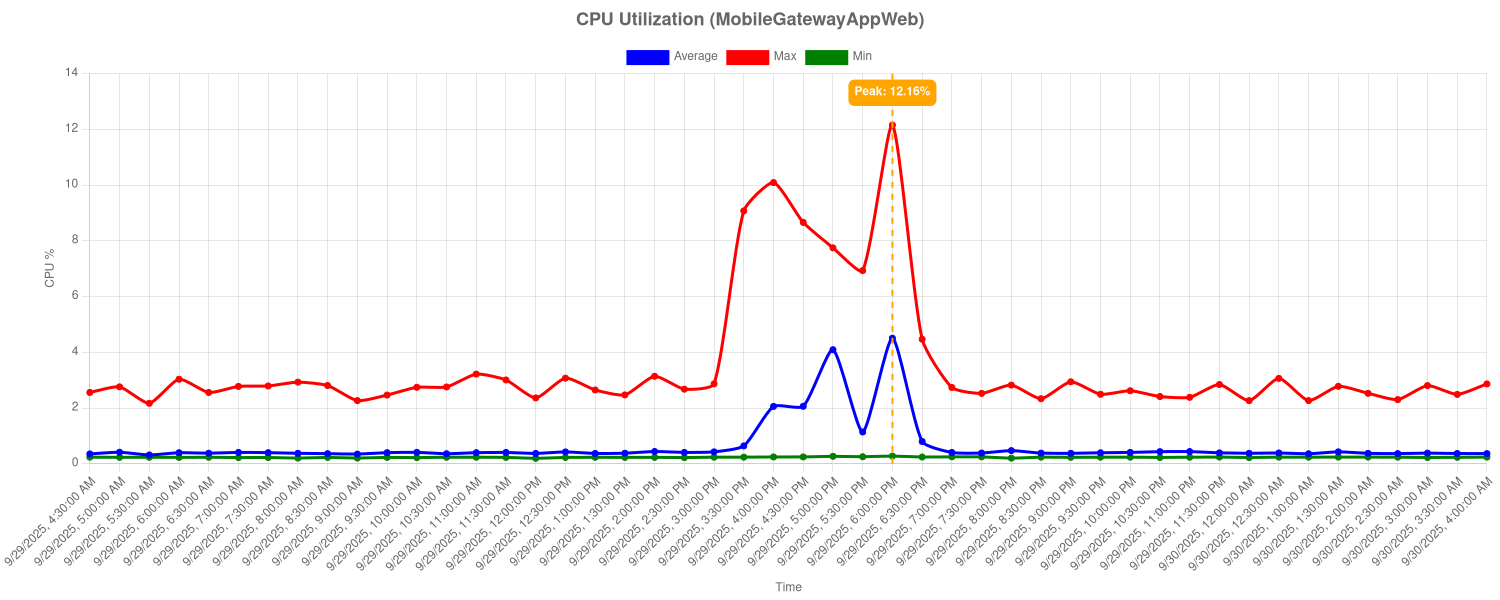 CPU Utilization (MobileGatewayAppWeb)
Average Max Min
Peak: 12.16%
14
12
10
8
6
4
2
0
CPU %
9/29/2025, 4:30:00 AM
9/29/2025, 5:00:00 AM
9/29/2025, 5:30:00 AM
9/29/2025, 6:00:00 AM
9/29/2025, 6:30:00 AM
9/29/2025, 7:00:00 AM
9/29/2025, 7:30:00 AM
9/29/2025, 8:00:00 AM
9/29/2025, 8:30:00 AM
9/29/2025, 9:00:00 AM
9/29/2025, 9:30:00 AM
9/29/2025, 10:00:00 AM
9/29/2025, 10:30:00 AM
9/29/2025, 11:00:00 AM
9/29/2025, 11:30:00 AM
9/29/2025, 12:00:00 PM
9/29/2025, 12:30:00 PM
9/29/2025, 1:00:00 PM
9/29/2025, 1:30:00 PM
9/29/2025, 2:00:00 PM
9/29/2025, 2:30:00 PM
9/29/2025, 3:00:00 PM
9/29/2025, 3:30:00 PM
9/29/2025, 4:00:00 PM
9/29/2025, 4:30:00 PM
9/29/2025, 5:00:00 PM
9/29/2025, 5:30:00 PM
9/29/2025, 6:00:00 PM
9/29/2025, 6:30:00 PM
9/29/2025, 7:00:00 PM
9/29/2025, 7:30:00 PM
9/29/2025, 8:00:00 PM
9/29/2025, 8:30:00 PM
9/29/2025, 9:00:00 PM
9/29/2025, 9:30:00 PM
9/29/2025, 10:00:00 PM
9/29/2025, 10:30:00 PM
9/29/2025, 11:00:00 PM
9/29/2025, 11:30:00 PM
9/30/2025, 12:00:00 AM
9/30/2025, 12:30:00 AM
9/30/2025, 1:00:00 AM
9/30/2025, 1:30:00 AM
9/30/2025, 2:00:00 AM
9/30/2025, 2:30:00 AM
9/30/2025, 3:00:00 AM
9/30/2025, 3:30:00 AM
9/30/2025, 4:00:00 AM
Time